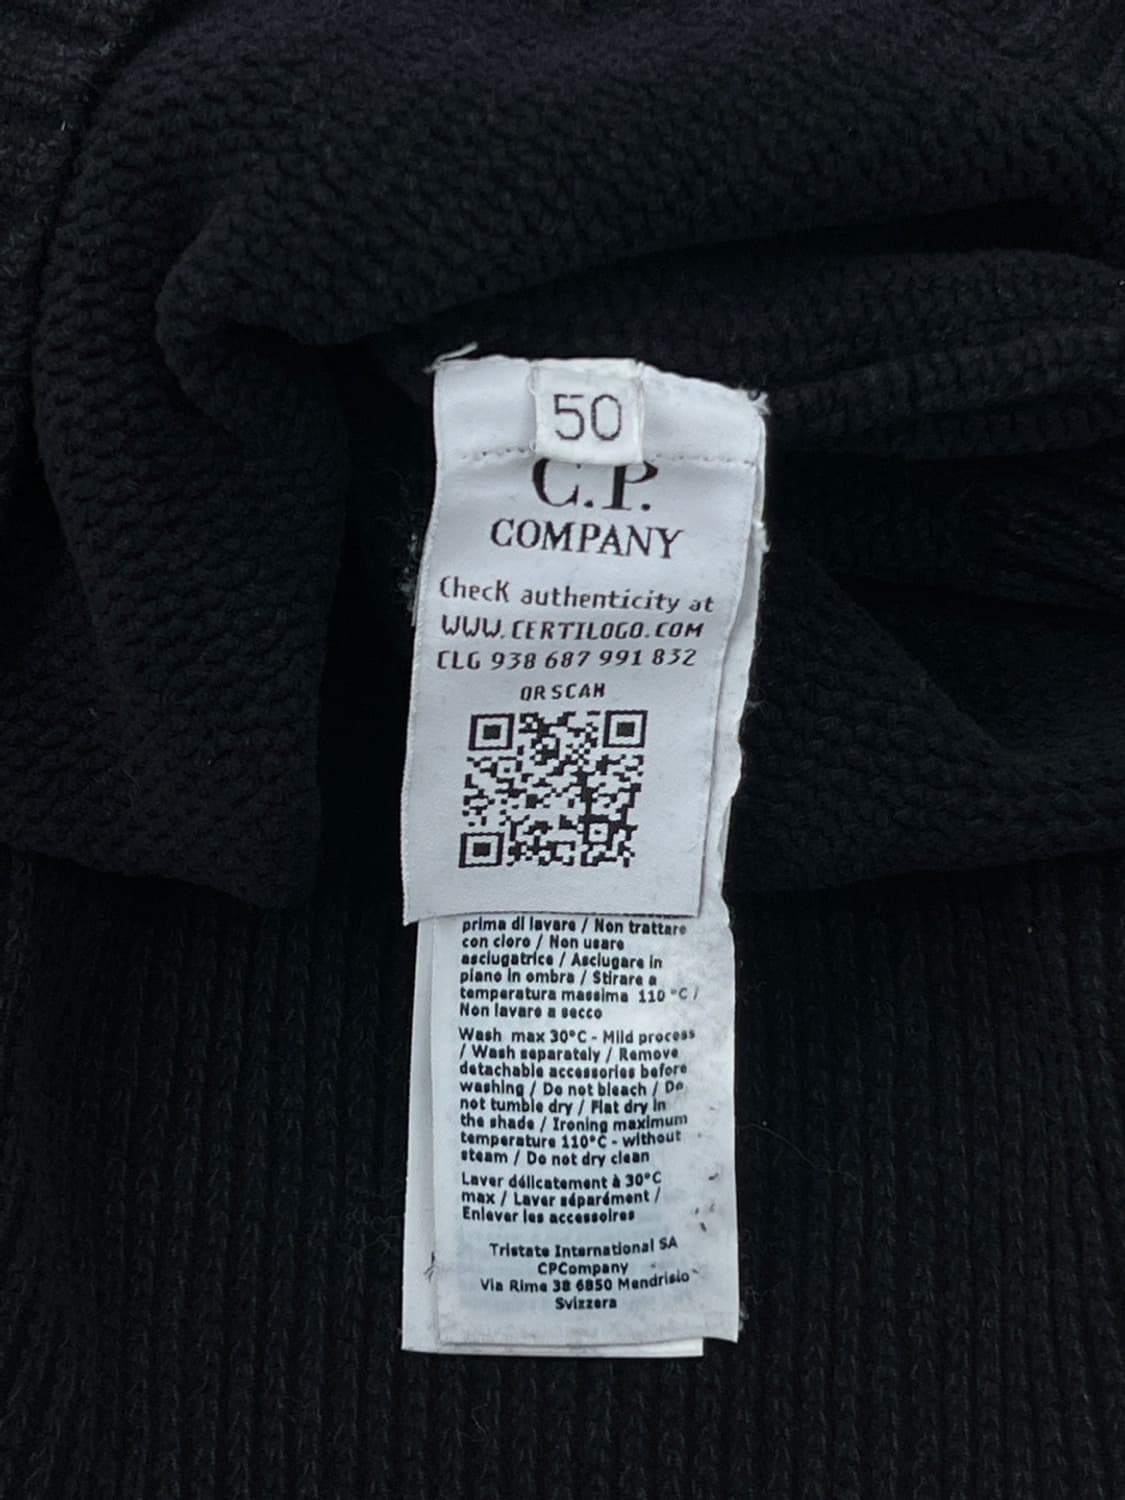 50
C.P.
COMPANY
Check authenticity at
WWW.CERTILOGO.COM
CLG 938 687 991 832
OR SCAN
prima di lavare / Non trattare
con cloro / Non usare
asciugatrice / Asciugare in
piano in ombra / Stirare a
temperatura massima 110 °C /
Non lavare a secco
Wash max 30°C - Mild process
/ Wash separately / Remove
detachable accessories before
washing / Do not bleach / Do
not tumble dry / Flat dry in
the shade / Ironing maximum
temperature 110°C - without
steam / Do not dry clean
Laver délicatement à 30°C
max / Laver séparément /
Enlever les accessoires
Tristate International SA
CPCompany
Via Rime 38 6850 Mendrisio
Svizzera